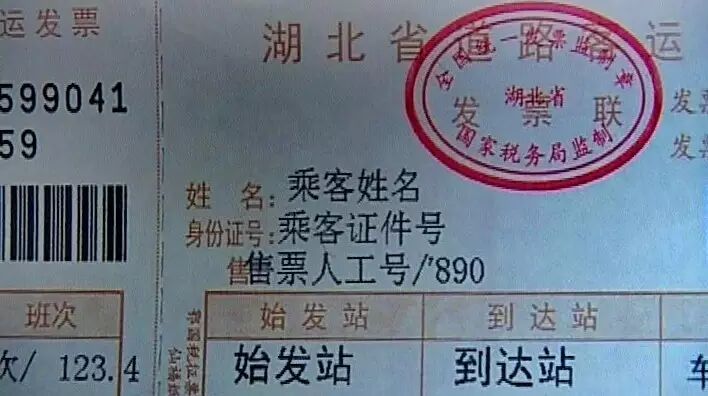 运发票
湖北省道路客运
全国统一发票监制章
湖北省
发票联
国家税务局监制
发票
发票
599041
59
姓 名：乘客姓名
身份证号：乘客证件号
售票人工号/'890
班次
始发站
到达站
次/ 123.4
始发站
到达站
车